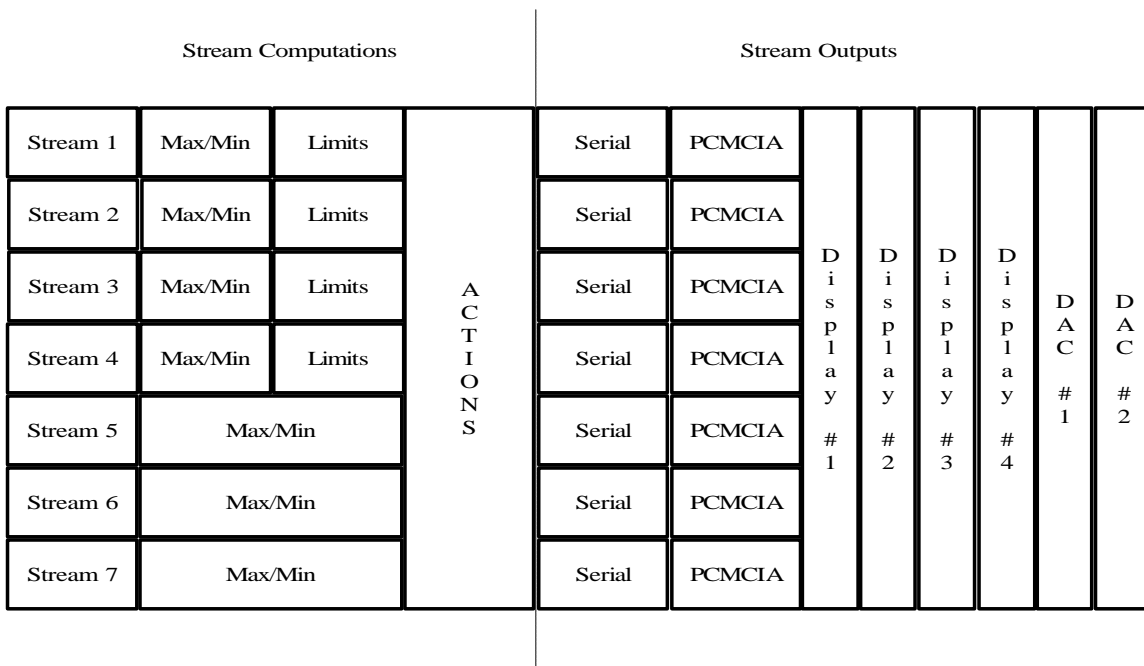 Stream Computations Stream Outputs
Stream 1 Max/Min Limits Serial PCMCIA
Stream 2 Max/Min Limits Serial PCMCIA
Stream 3 Max/Min Limits Serial PCMCIA
Stream 4 Max/Min Limits Serial PCMCIA
Stream 5 Max/Min Serial PCMCIA
Stream 6 Max/Min Serial PCMCIA
Stream 7 Max/Min Serial PCMCIA
ACTIONS
Display #1
Display #2
Display #3
Display #4
DAC #1
DAC #2